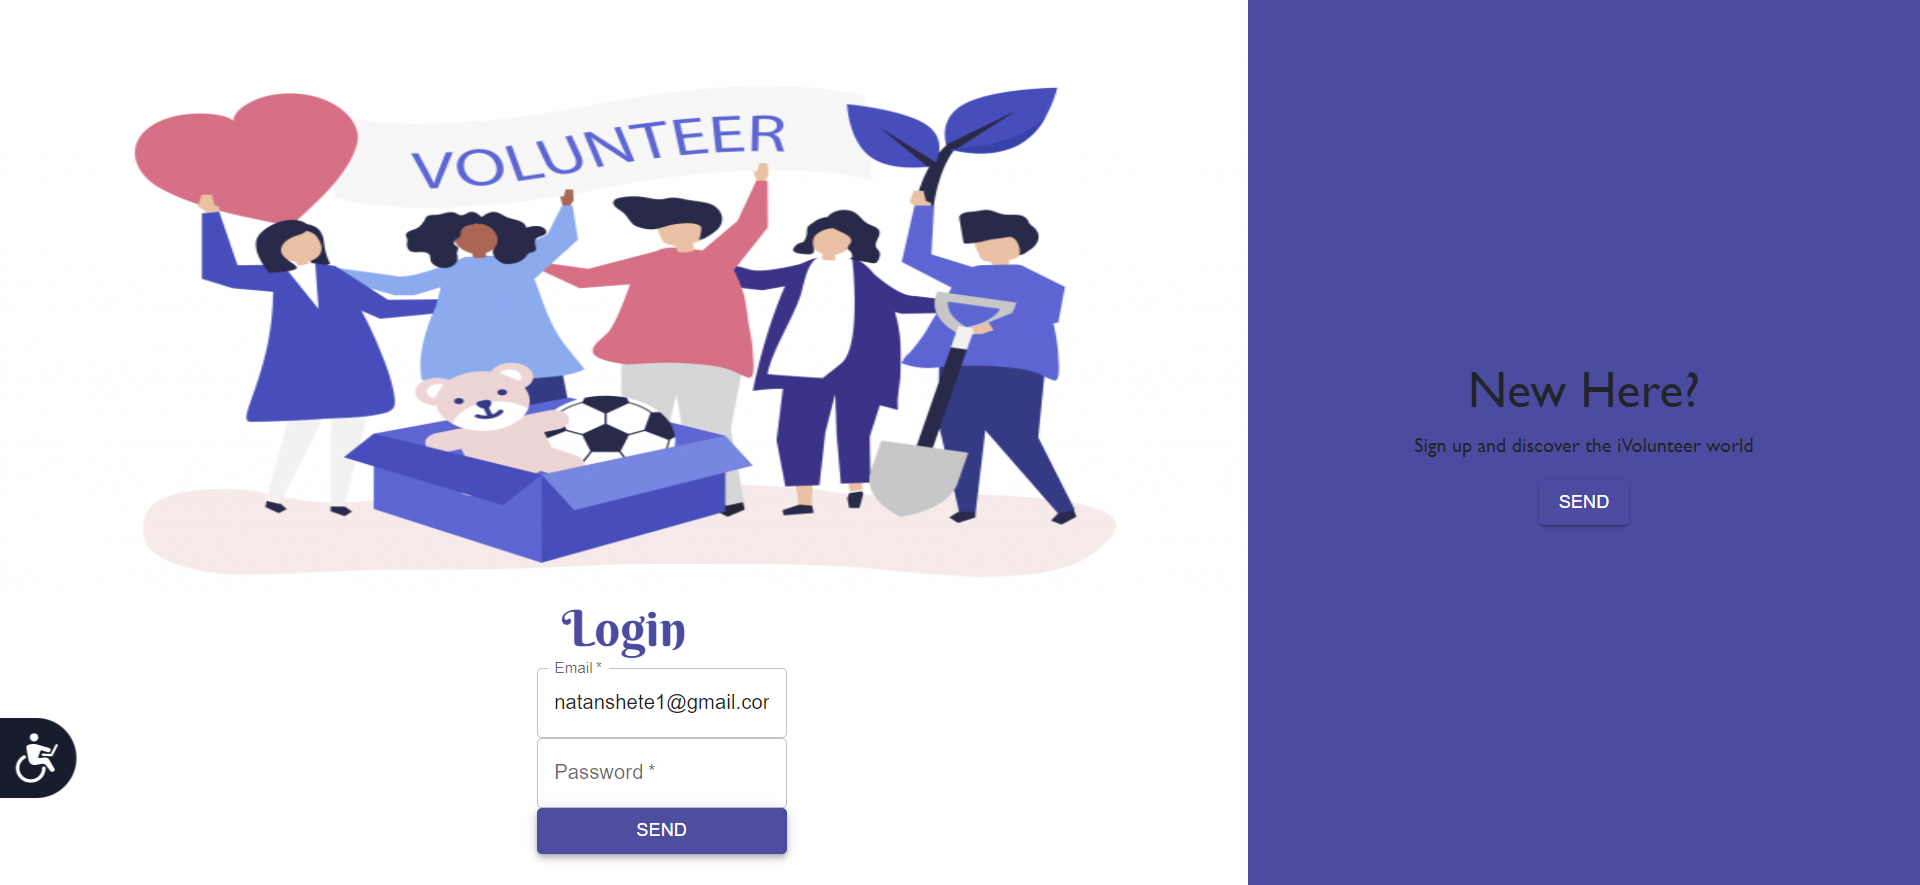 VOLUNTEER
Login
Email *
natanshete1@gmail.cor
Password *
SEND
New Here?
Sign up and discover the iVolunteer world
SEND